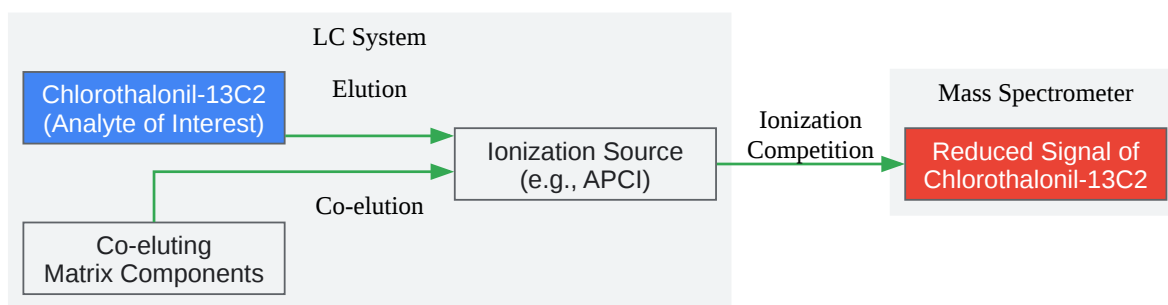 LC System
Chlorothalonil-13C2
(Analyte of Interest)
Elution
Co-elution
Co-eluting
Matrix Components
Ionization Source
(e.g., APCI)
Ionization
Competition
Mass Spectrometer
Reduced Signal of
Chlorothalonil-13C2